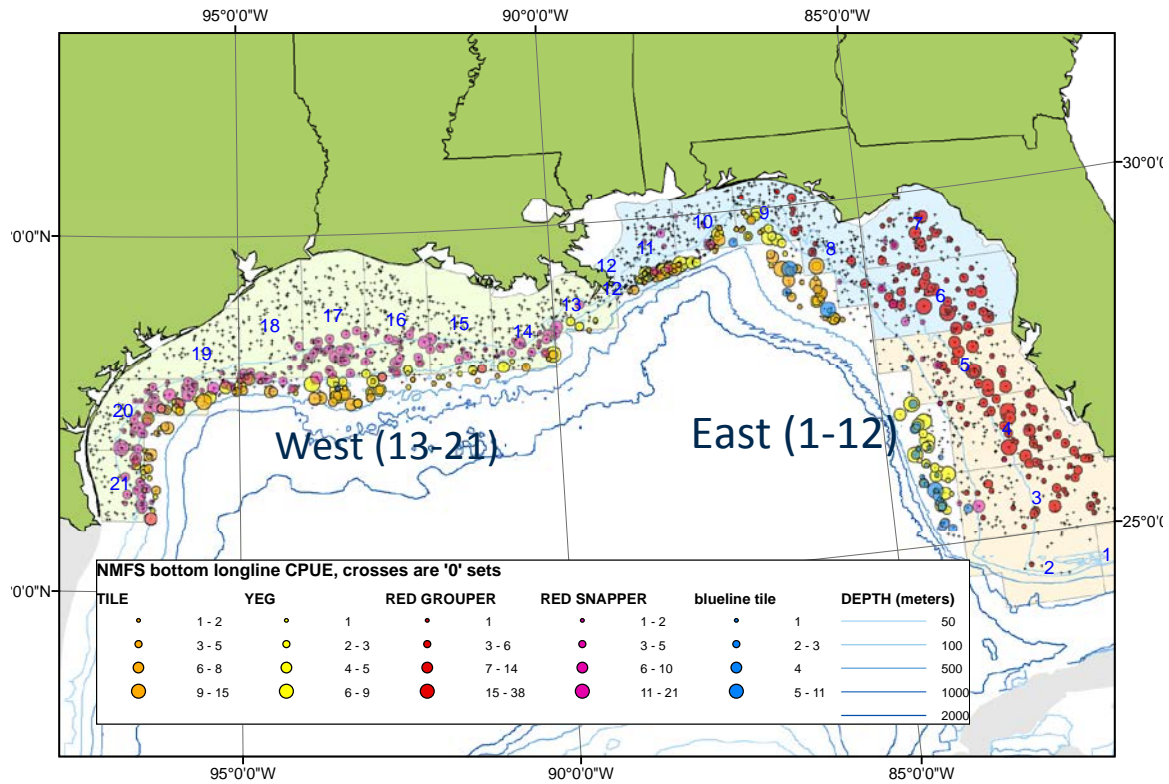 95°0'0"W 90°0'0"W 85°0'0"W
30°0'0
'0'0"N
9
10
7
11
8
12
12
6
13
17
16
18
15
14
19
5
20
4
West (13-21)
East (1-12)
21
3
25°0'0
1
2
'0'0"N
NMFS bottom longline CPUE, crosses are '0' sets
TILE YEG RED GROUPER RED SNAPPER blueline tile DEPTH (meters)
1 - 2 1 1 1 - 2 1 50
3 - 5 2 - 3 3 - 6 3 - 5 2 - 3 100
6 - 8 4 - 5 7 - 14 6 - 10 4 500
9 - 15 6 - 9 15 - 38 11 - 21 5 - 11 1000
2000
95°0'0"W 90°0'0"W 85°0'0"W